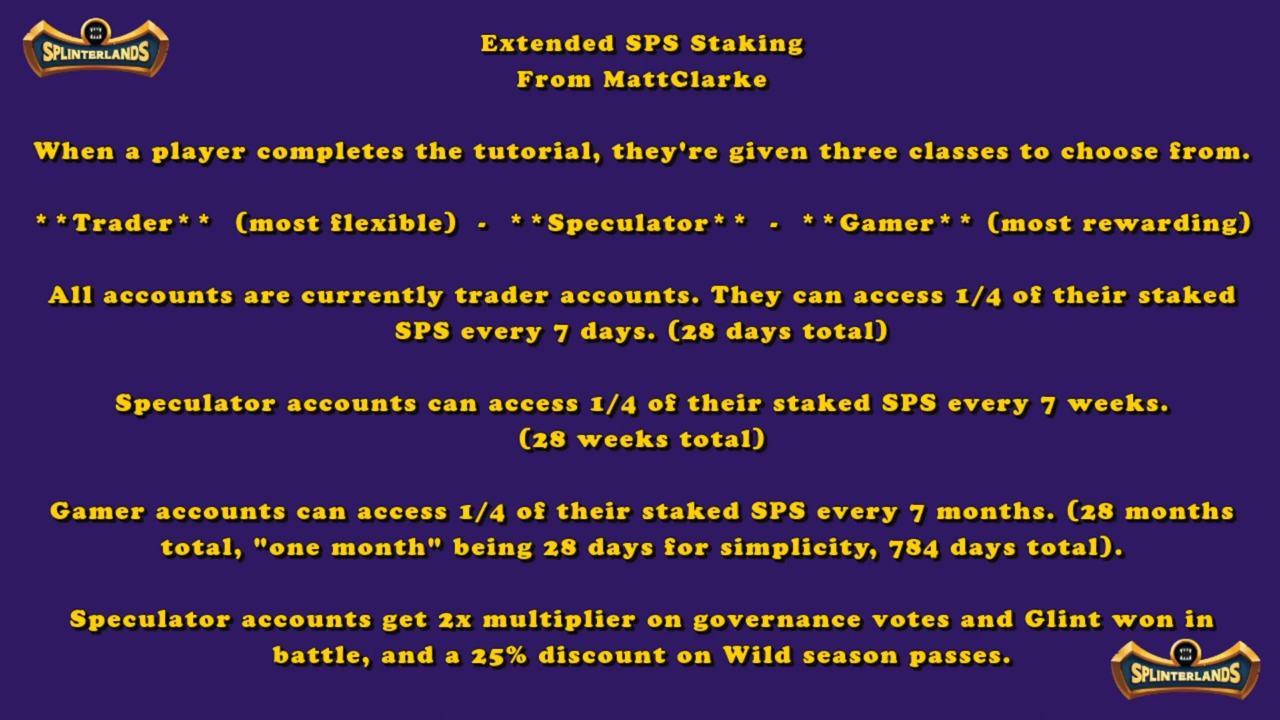 SPLINTERLANDS
Extended SPS Staking
From MattClarke
When a player completes the tutorial, they're given three classes to choose from.
**Trader** (most flexible) - **Speculator** - **Gamer** (most rewarding)
All accounts are currently trader accounts. They can access 1/4 of their staked
SPS every 7 days. (28 days total)
Speculator accounts can access 1/4 of their staked SPS every 7 weeks.
(28 weeks total)
Gamer accounts can access 1/4 of their staked SPS every 7 months. (28 months
total, "one month" being 28 days for simplicity, 784 days total).
Speculator accounts get 2x multiplier on governance votes and Glint won in
battle, and a 25% discount on Wild season passes.
SPLINTERLANDS